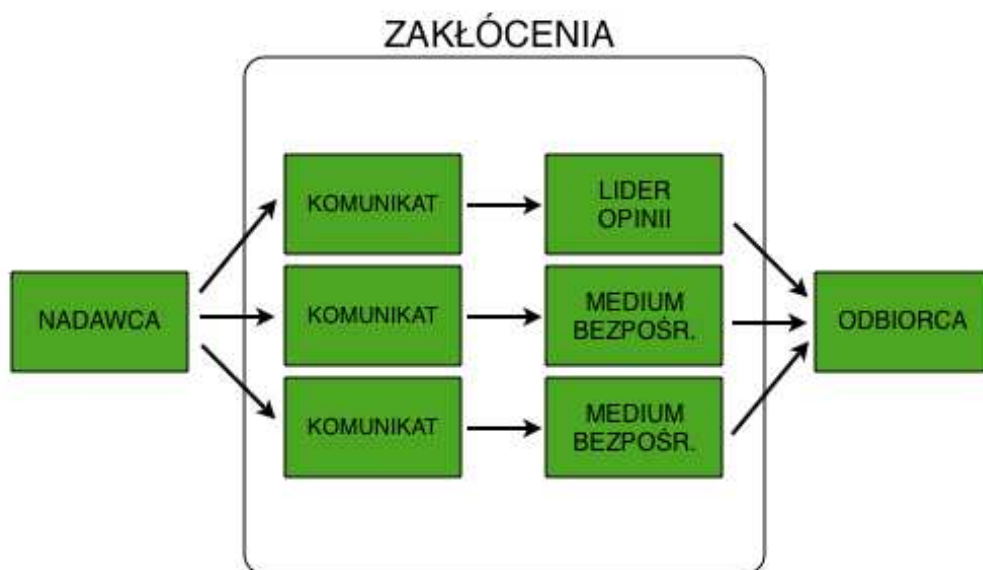 ZAKŁÓCENIA
KOMUNIKAT
LIDER
OPINII
NADAWCA
KOMUNIKAT
MEDIUM
BEZPOŚR.
ODBIORCA
KOMUNIKAT
MEDIUM
BEZPOŚR.